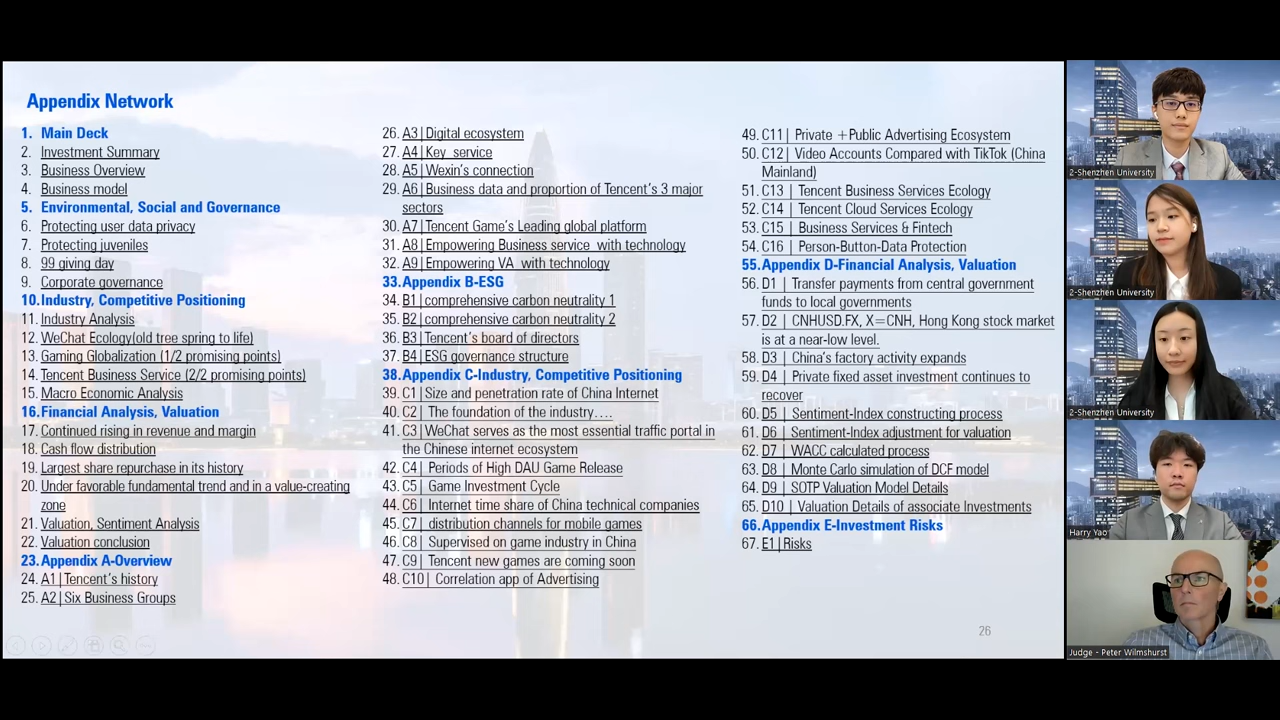 Appendix Network
1. Main Deck
2. Investment Summary
3. Business Overview
4. Business model
5. Environmental, Social and Governance
6. Protecting user data privacy
7. Protecting juveniles
8. 99 giving day
9. Corporate governance
10. Industry, Competitive Positioning
11. Industry Analysis
12. WeChat Ecology(old tree spring to life)
13. Gaming Globalization (1/2 promising points)
14. Tencent Business Service (2/2 promising points)
15. Macro Economic Analysis
16. Financial Analysis, Valuation
17. Continued rising in revenue and margin
18. Cash flow distribution
19. Largest share repurchase in its history
20. Under favorable fundamental trend and in a value-creating
zone
21. Valuation, Sentiment Analysis
22. Valuation conclusion
23. Appendix A-Overview
24. A1|Tencent's history
25. A2|Six Business Groups
26. A3|Digital ecosystem
27. A4|Key service
28. A5|Wexin's connection
29. A6|Business data and proportion of Tencent's 3 major
sectors
30. A7|Tencent Game's Leading global platform
31. A8|Empowering Business service with technology
32. A9|Empowering VA with technology
33. Appendix B-ESG
34. B1|comprehensive carbon neutrality 1
35. B2|comprehensive carbon neutrality 2
36. B3|Tencent's board of directors
37. B4|ESG governance structure
38. Appendix C-Industry, Competitive Positioning
39. C1|Size and penetration rate of China Internet
40. C2| The foundation of the industry….
41. C3|WeChat serves as the most essential traffic portal in
the Chinese internet ecosystem
42. C4| Periods of High DAU Game Release
43. C5| Game Investment Cycle
44. C6| Internet time share of China technical companies
45. C7| distribution channels for mobile games
46. C8| Supervised on game industry in China
47. C9| Tencent new games are coming soon
48. C10| Correlation app of Advertising
49. C11| Private+Public Advertising Ecosystem
50. C12| Video Accounts Compared with TikTok (China
Mainland)
51. C13 | Tencent Business Services Ecology
52. C14 | Tencent Cloud Services Ecology
53. C15 | Business Services & Fintech
54. C16 | Person-Button-Data Protection
55. Appendix D-Financial Analysis, Valuation
56. D1 | Transfer payments from central government
funds to local governments
57. D2 | CNHUSD.FX, X=CNH, Hong Kong stock market
is at a near-low level.
58. D3 | China's factory activity expands
59. D4 | Private fixed asset investment continues to
recover
60. D5 | Sentiment-Index constructing process
61. D6 | Sentiment-Index adjustment for valuation
62. D7 | WACC calculated process
63. D8 | Monte Carlo simulation of DCF model
64. D9 | SOTP Valuation Model Details
65. D10 | Valuation Details of associate Investments
66. Appendix E-Investment Risks
67. E1|Risks
26
2-Shenzhen University
2-Shenzhen University
2-Shenzhen University
Harry Yao
Judge - Peter Wilmshurst